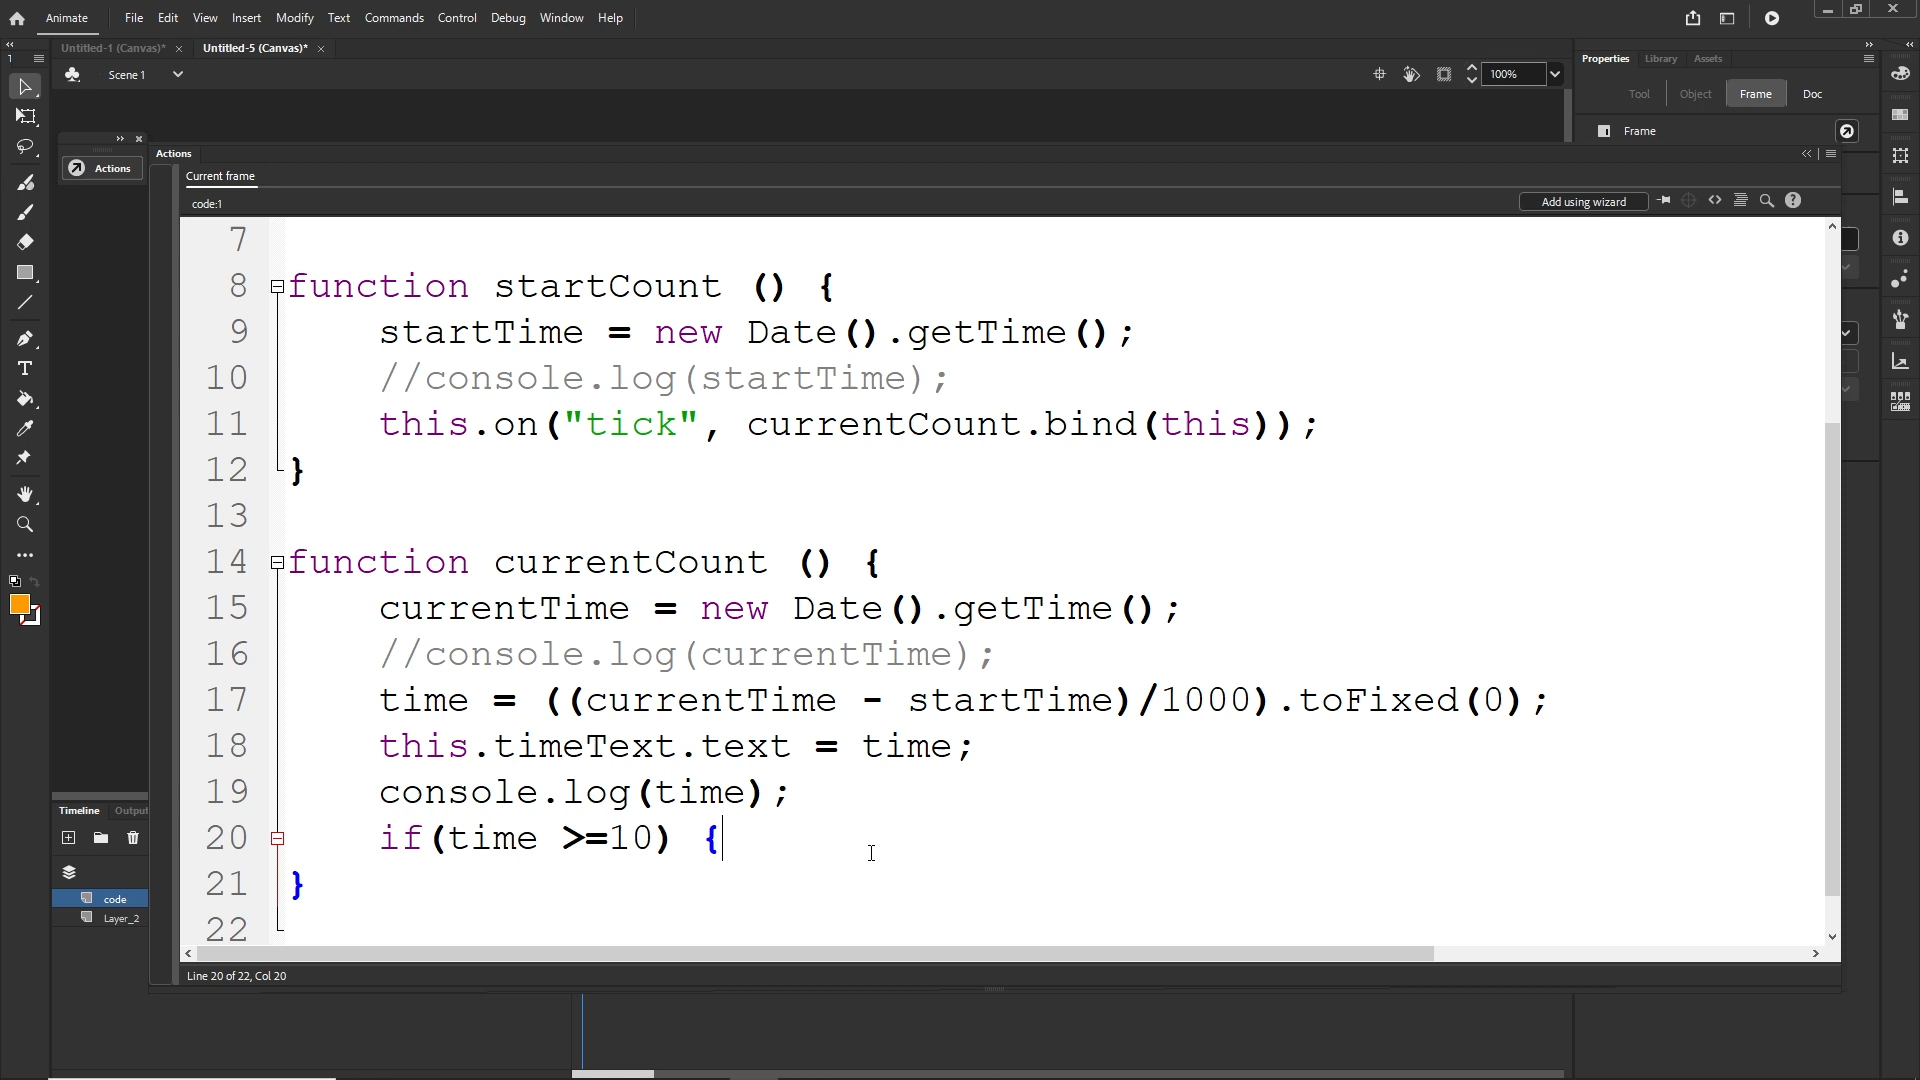 Animate File Edit View Insert Modify Text Commands Control Debug Window Help
Untitled-1 (Canvas)* × Untitled-5 (Canvas)* ×
Scene 1
100%
Properties Library Assets
Tool Object Frame Doc
Frame
Actions
Actions
Current frame
code:1
Add using wizard
7
8 function startCount () {
9 startTime = new Date().getTime();
10 //console.log(startTime);
11 this.on("tick", currentCount.bind(this));
12 }
13
14 function currentCount () {
15 currentTime = new Date().getTime();
16 //console.log(currentTime);
17 time = ((currentTime - startTime)/1000).toFixed(0);
18 this.timeText.text = time;
19 console.log(time);
20 if(time >=10) {
21 }
22
Timeline Output
code
Layer_2
Line 20 of 22, Col 20